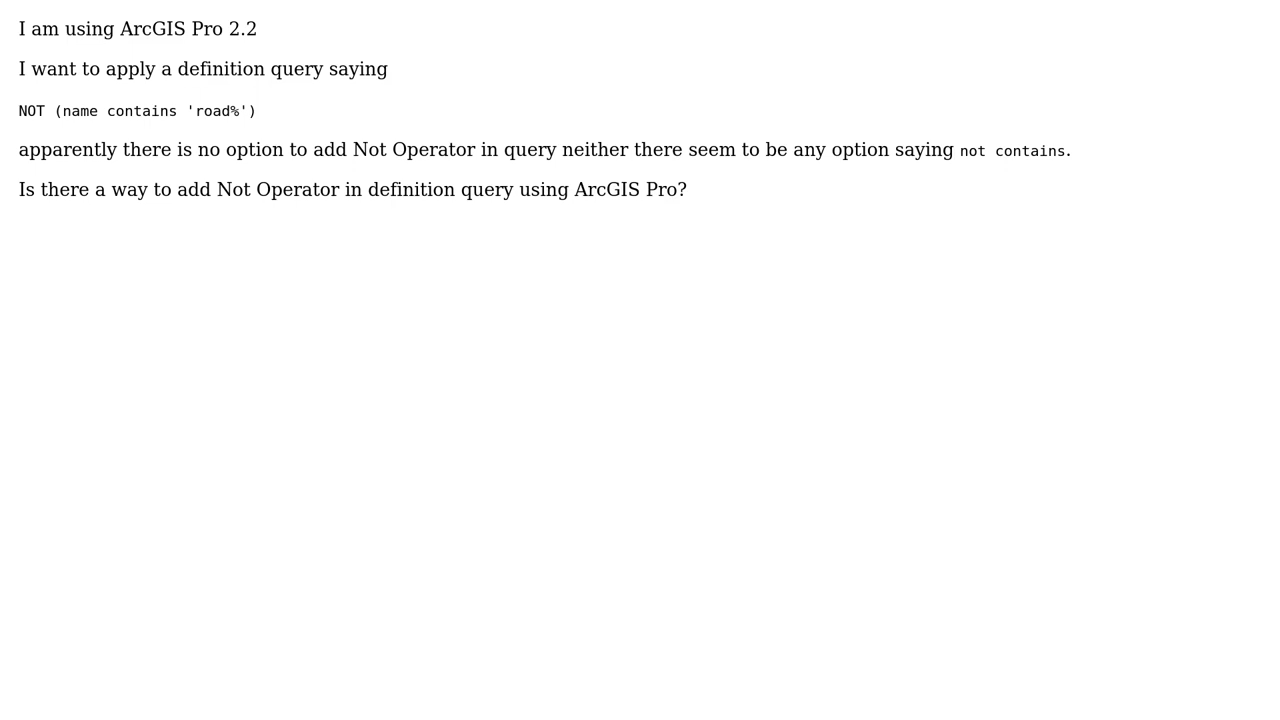 I am using ArcGIS Pro 2.2
I want to apply a definition query saying
NOT (name contains 'road%')
apparently there is no option to add Not Operator in query neither there seem to be any option saying not contains.
Is there a way to add Not Operator in definition query using ArcGIS Pro?